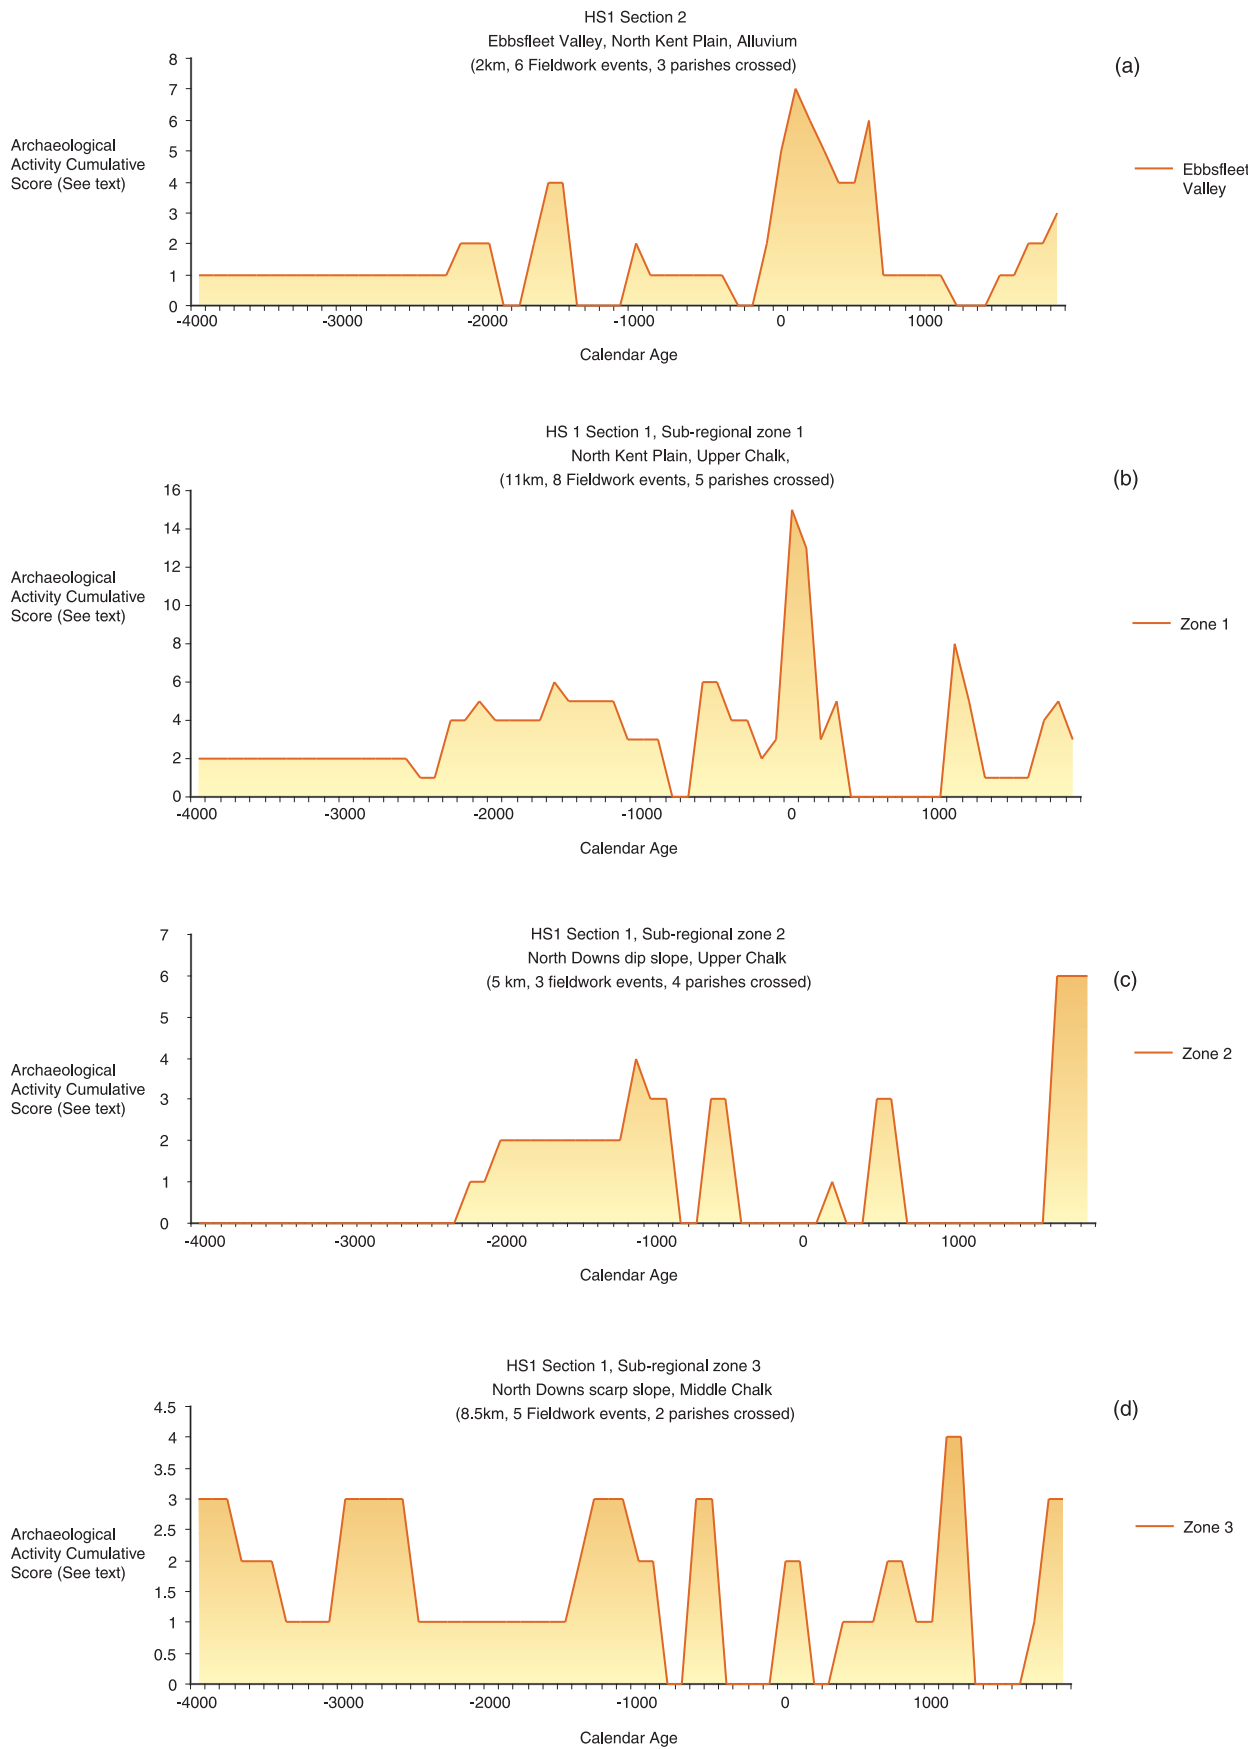 HS1 Section 2
Ebbsfleet Valley, North Kent Plain, Alluvium
(2km, 6 Fieldwork events, 3 parishes crossed)
(a)
Archaeological
Activity Cumulative
Score (See text)
8
7
6
5
4
3
2
1
0
-4000
-3000
-2000
-1000
0
1000
Calendar Age
Ebbsfleet
Valley
HS 1 Section 1, Sub-regional zone 1
North Kent Plain, Upper Chalk,
(11km, 8 Fieldwork events, 5 parishes crossed)
(b)
Archaeological
Activity Cumulative
Score (See text)
16
14
12
10
8
6
4
2
0
-4000
-3000
-2000
-1000
0
1000
Calendar Age
Zone 1
HS1 Section 1, Sub-regional zone 2
North Downs dip slope, Upper Chalk
(5 km, 3 fieldwork events, 4 parishes crossed)
(c)
Archaeological
Activity Cumulative
Score (See text)
7
6
5
4
3
2
1
0
-4000
-3000
-2000
-1000
0
1000
Calendar Age
Zone 2
HS1 Section 1, Sub-regional zone 3
North Downs scarp slope, Middle Chalk
(8.5km, 5 Fieldwork events, 2 parishes crossed)
(d)
Archaeological
Activity Cumulative
Score (See text)
4.5
4
3.5
3
2.5
2
1.5
1
0.5
0
-4000
-3000
-2000
-1000
0
1000
Calendar Age
Zone 3